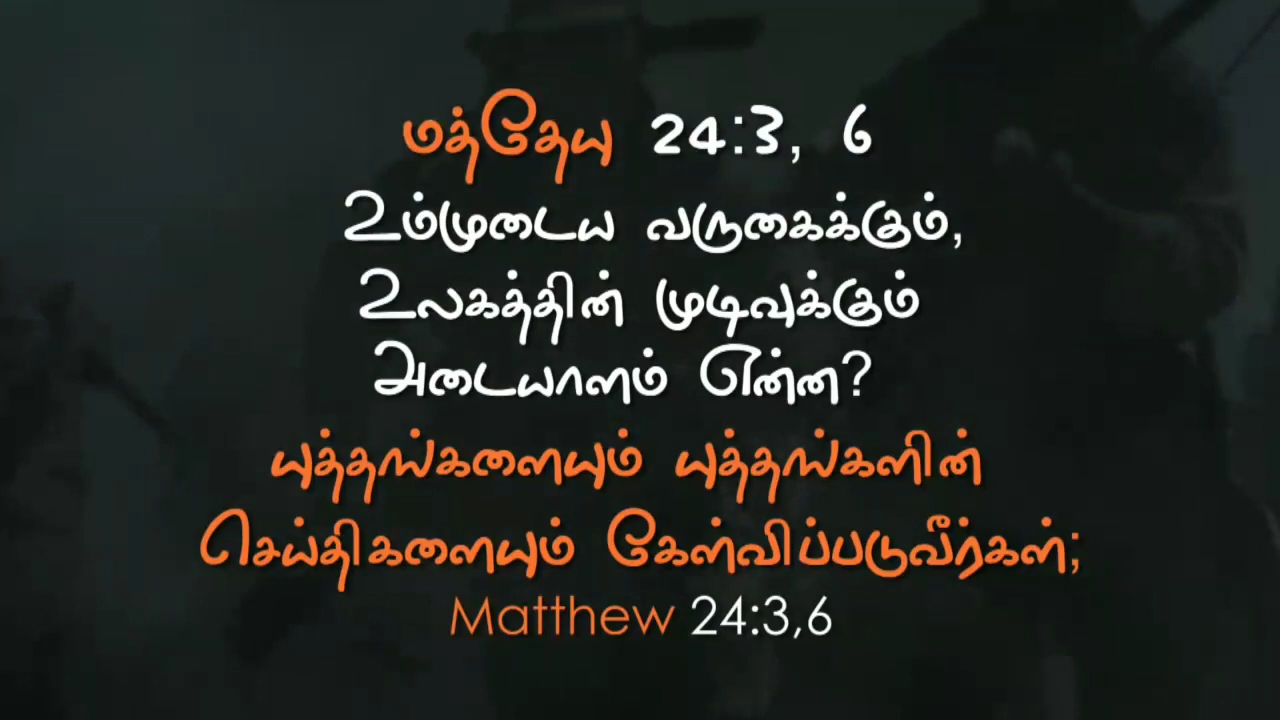 மத்தேயு 24:3, 6
உம்முடைய வருகைக்கும்,
உலகத்தின் முடிவுக்கும்
அடையாளம் என்ன?
யுத்தங்களையும் யுத்தங்களின்
செய்திகளையும் கேள்விப்படுவீர்கள்;
Matthew 24:3,6